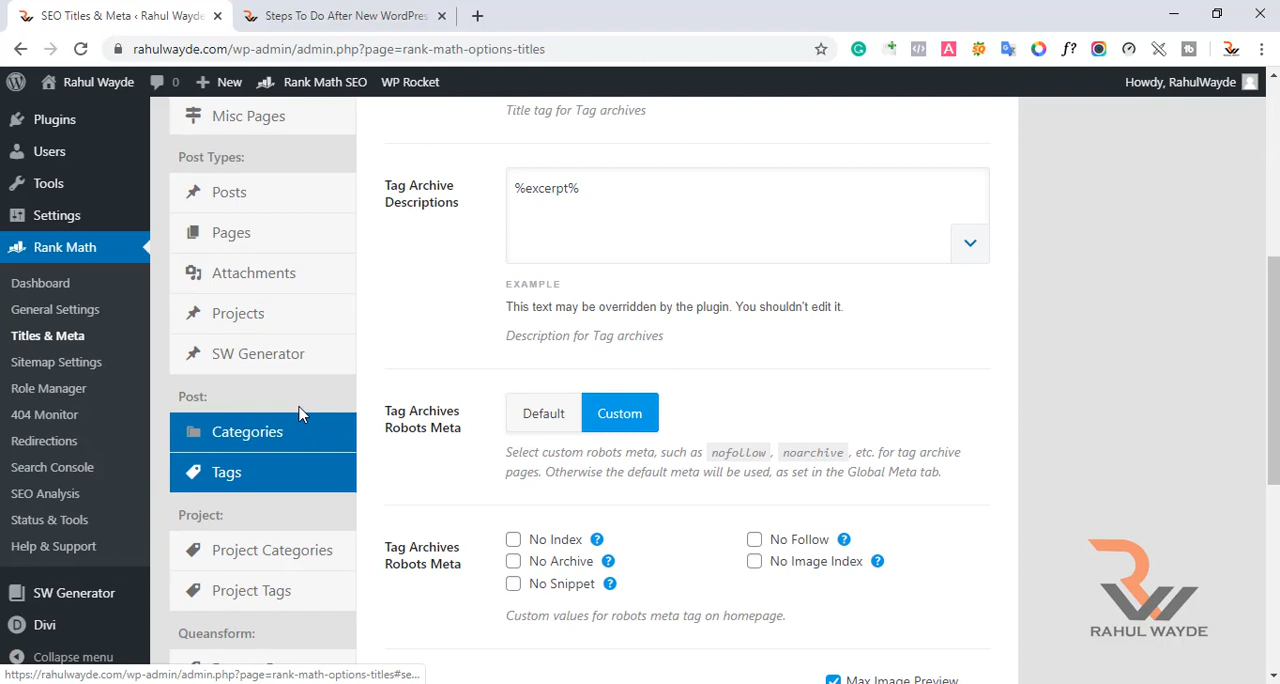 SEO Titles & Meta ‹ Rahul Wayde
Steps To Do After New WordPres
rahulwayde.com/wp-admin/admin.php?page=rank-math-options-titles
Rahul Wayde
0
New
Rank Math SEO
WP Rocket
Howdy, RahulWayde
Plugins
Users
Tools
Settings
Rank Math
Dashboard
General Settings
Titles & Meta
Sitemap Settings
Role Manager
404 Monitor
Redirections
Search Console
SEO Analysis
Status & Tools
Help & Support
SW Generator
Divi
Collapse menu
Misc Pages
Post Types:
Posts
Pages
Attachments
Projects
SW Generator
Post:
Categories
Tags
Project:
Project Categories
Project Tags
Queansform:
Title tag for Tag archives
Tag Archive
Descriptions
%excerpt%
EXAMPLE
This text may be overridden by the plugin. You shouldn't edit it.
Description for Tag archives
Tag Archives
Robots Meta
Default
Custom
Select custom robots meta, such as nofollow, noarchive, etc. for tag archive
pages. Otherwise the default meta will be used, as set in the Global Meta tab.
Tag Archives
Robots Meta
No Index
No Follow
No Archive
No Image Index
No Snippet
Custom values for robots meta tag on homepage.
Max Image Preview
RAHUL WAYDE
https://rahulwayde.com/wp-admin/admin.php?page=rank-math-options-titles#se...